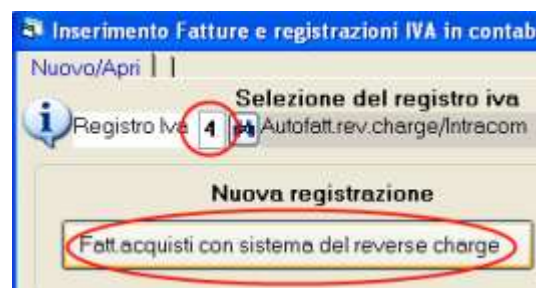 Inserimento Fatture e registrazioni IVA in contab
Nuovo/Apri
Selezione del registro iva
Registro Iva 4 Autofatt.rev.charge/Intracom
Nuova registrazione
Fatt.acquisti con sistema del reverse charge